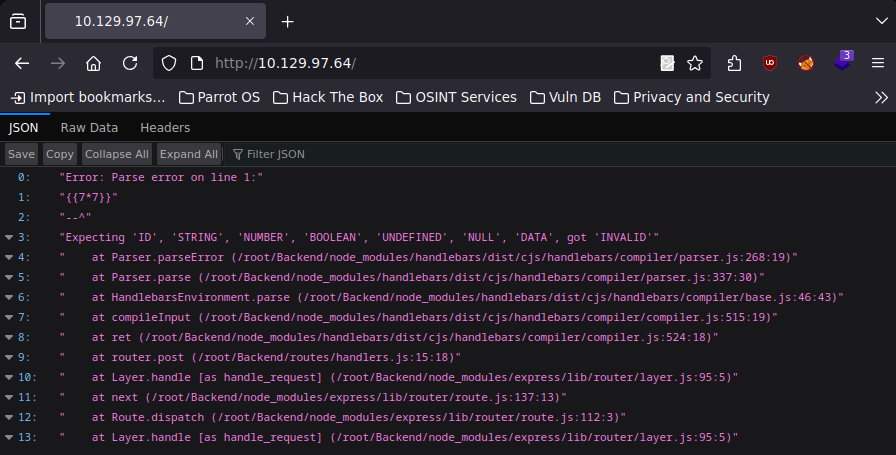 10.129.97.64/
http://10.129.97.64/
3
Import bookmarks... Parrot OS Hack The Box OSINT Services Vuln DB Privacy and Security
JSON Raw Data Headers
Save Copy Collapse All Expand All Filter JSON
0: "Error: Parse error on line 1:"
1: "{{7*7}}"
2: "--^"
3: "Expecting 'ID', 'STRING', 'NUMBER', 'BOOLEAN', 'UNDEFINED', 'NULL', 'DATA', got 'INVALID'"
4: "    at Parser.parseError (/root/Backend/node_modules/handlebars/dist/cjs/handlebars/compiler/parser.js:268:19)"
5: "    at Parser.parse (/root/Backend/node_modules/handlebars/dist/cjs/handlebars/compiler/parser.js:337:30)"
6: "    at HandlebarsEnvironment.parse (/root/Backend/node_modules/handlebars/dist/cjs/handlebars/compiler/base.js:46:43)"
7: "    at compileInput (/root/Backend/node_modules/handlebars/dist/cjs/handlebars/compiler/compiler.js:515:19)"
8: "    at ret (/root/Backend/node_modules/handlebars/dist/cjs/handlebars/compiler/compiler.js:524:18)"
9: "    at router.post (/root/Backend/routes/handlers.js:15:18)"
10: "    at Layer.handle [as handle_request] (/root/Backend/node_modules/express/lib/router/layer.js:95:5)"
11: "    at next (/root/Backend/node_modules/express/lib/router/route.js:137:13)"
12: "    at Route.dispatch (/root/Backend/node_modules/express/lib/router/route.js:112:3)"
13: "    at Layer.handle [as handle_request] (/root/Backend/node_modules/express/lib/router/layer.js:95:5)"